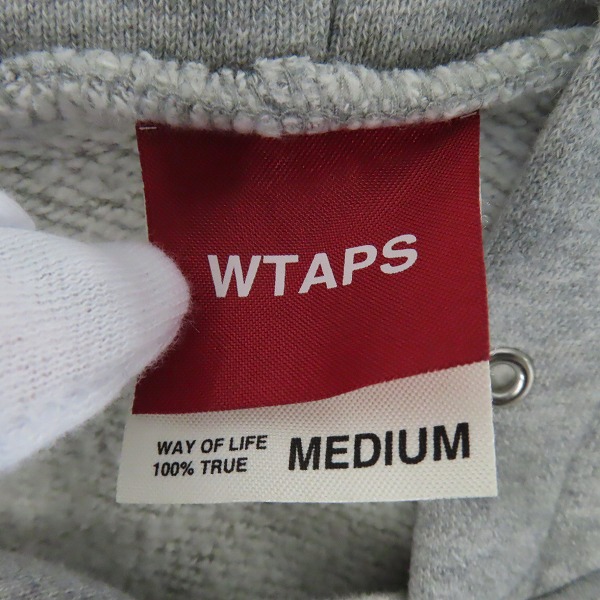 WTAPS
WAY OF LIFE
100% TRUE
MEDIUM